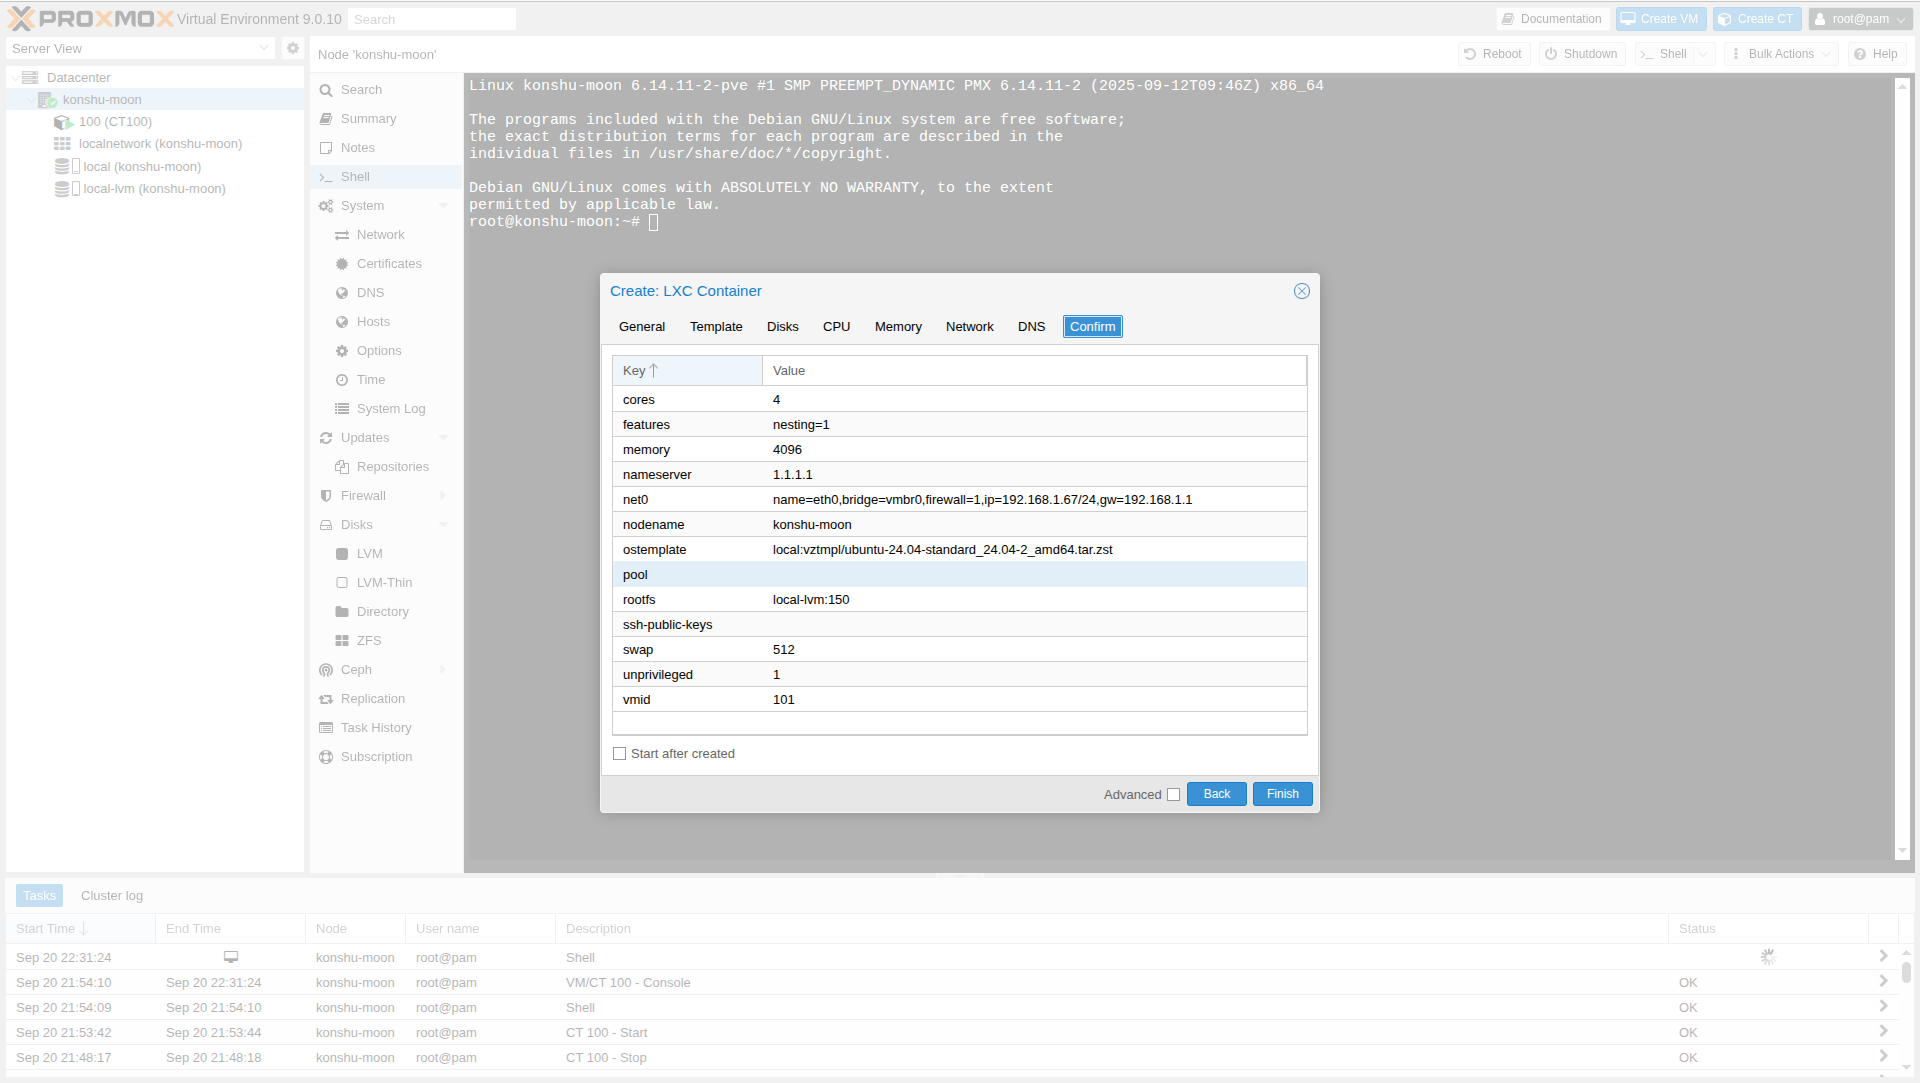 PROXMOX Virtual Environment 9.0.10 Search Documentation Create VM Create CT root@pam
Server View
Node 'konshu-moon' Reboot Shutdown Shell Bulk Actions Help
Datacenter
konshu-moon
100 (CT100)
localnetwork (konshu-moon)
local (konshu-moon)
local-lvm (konshu-moon)
Search
Summary
Notes
Shell
System
Network
Certificates
DNS
Hosts
Options
Time
System Log
Updates
Repositories
Firewall
Disks
LVM
LVM-Thin
Directory
ZFS
Ceph
Replication
Task History
Subscription
Linux konshu-moon 6.14.11-2-pve #1 SMP PREEMPT_DYNAMIC PMX 6.14.11-2 (2025-09-12T09:46Z) x86_64
The programs included with the Debian GNU/Linux system are free software;
the exact distribution terms for each program are described in the
individual files in /usr/share/doc/*/copyright.
Debian GNU/Linux comes with ABSOLUTELY NO WARRANTY, to the extent
permitted by applicable law.
root@konshu-moon:~#
Create: LXC Container
General Template Disks CPU Memory Network DNS Confirm
Key Value
cores 4
features nesting=1
memory 4096
nameserver 1.1.1.1
net0 name=eth0,bridge=vmbr0,firewall=1,ip=192.168.1.67/24,gw=192.168.1.1
nodename konshu-moon
ostemplate local:vztmpl/ubuntu-24.04-standard_24.04-2_amd64.tar.zst
pool
rootfs local-lvm:150
ssh-public-keys
swap 512
unprivileged 1
vmid 101
Start after created
Advanced Back Finish
Tasks Cluster log
Start Time End Time Node User name Description Status
Sep 20 22:31:24 konshu-moon root@pam Shell
Sep 20 21:54:10 Sep 20 22:31:24 konshu-moon root@pam VM/CT 100 - Console OK
Sep 20 21:54:09 Sep 20 21:54:10 konshu-moon root@pam Shell OK
Sep 20 21:53:42 Sep 20 21:53:44 konshu-moon root@pam CT 100 - Start OK
Sep 20 21:48:17 Sep 20 21:48:18 konshu-moon root@pam CT 100 - Stop OK